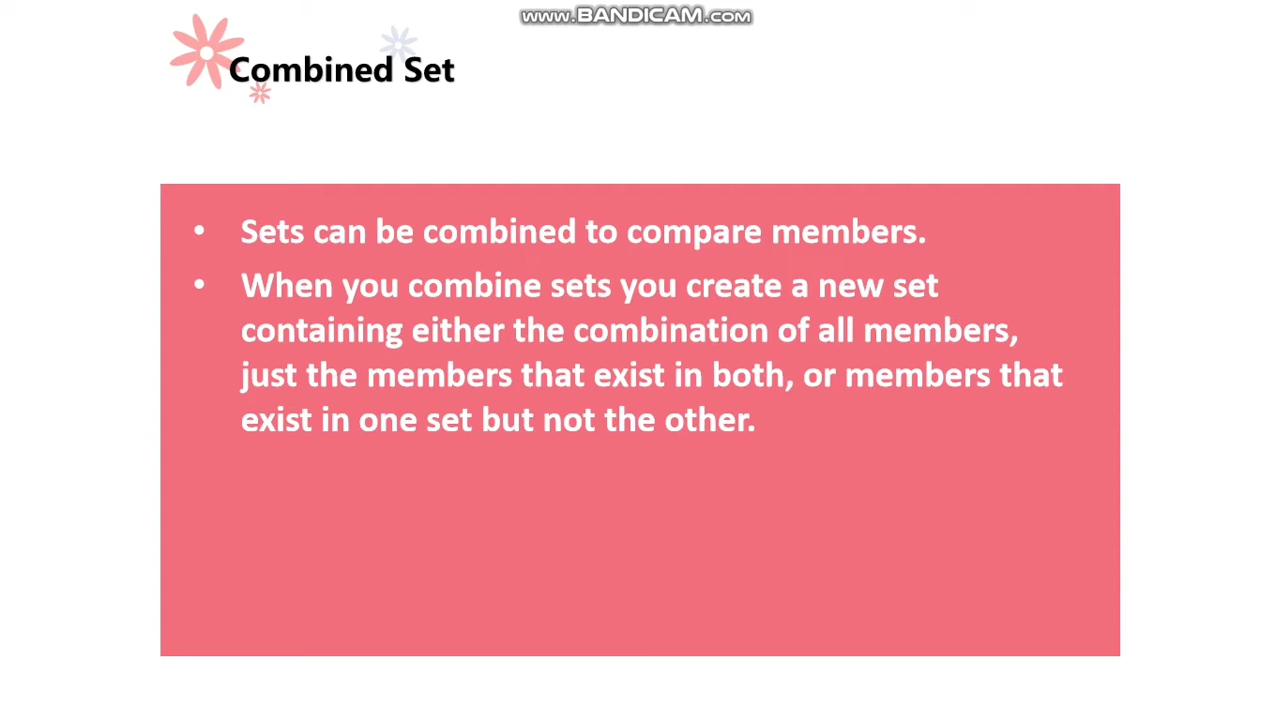 www.BANDICAM.com
Combined Set
• Sets can be combined to compare members.
• When you combine sets you create a new set
containing either the combination of all members,
just the members that exist in both, or members that
exist in one set but not the other.